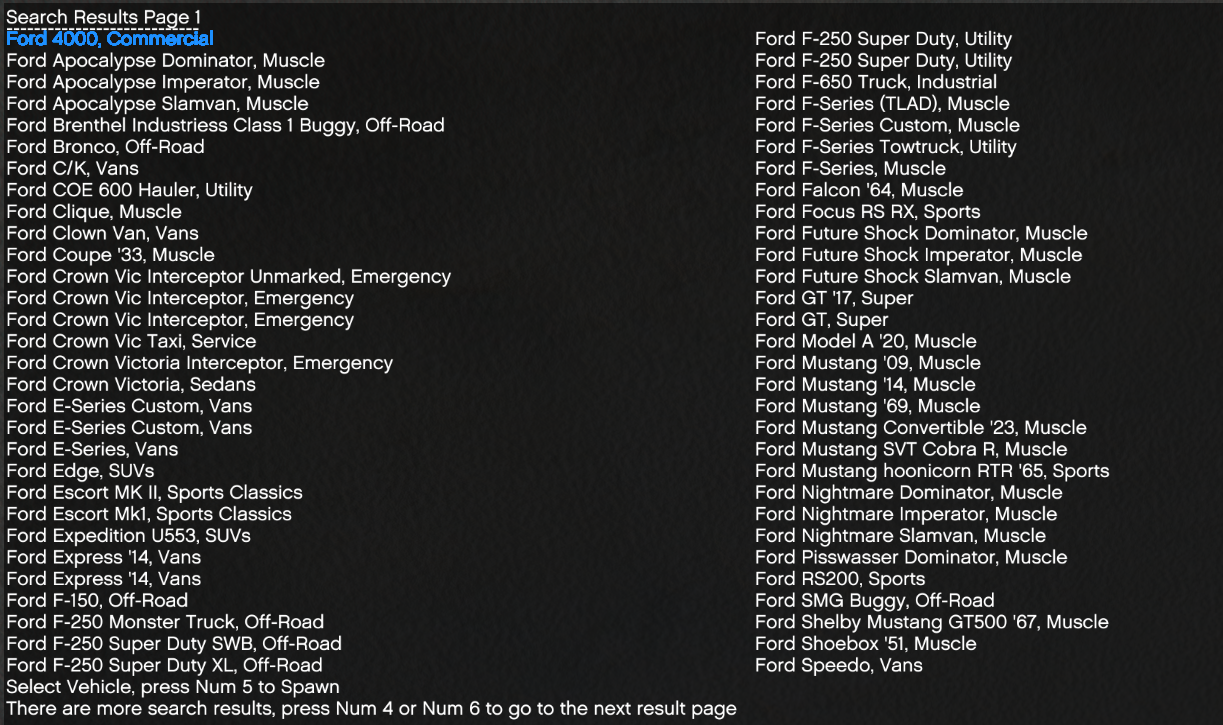 Search Results Page 1
Ford 4000, Commercial
Ford Apocalypse Dominator, Muscle
Ford Apocalypse Imperator, Muscle
Ford Apocalypse Slamvan, Muscle
Ford Brenthel Industriess Class 1 Buggy, Off-Road
Ford Bronco, Off-Road
Ford C/K, Vans
Ford COE 600 Hauler, Utility
Ford Clique, Muscle
Ford Clown Van, Vans
Ford Coupe '33, Muscle
Ford Crown Vic Interceptor Unmarked, Emergency
Ford Crown Vic Interceptor, Emergency
Ford Crown Vic Interceptor, Emergency
Ford Crown Vic Taxi, Service
Ford Crown Victoria Interceptor, Emergency
Ford Crown Victoria, Sedans
Ford E-Series Custom, Vans
Ford E-Series Custom, Vans
Ford E-Series, Vans
Ford Edge, SUVs
Ford Escort MK II, Sports Classics
Ford Escort Mk1, Sports Classics
Ford Expedition U553, SUVs
Ford Express '14, Vans
Ford Express '14, Vans
Ford F-150, Off-Road
Ford F-250 Monster Truck, Off-Road
Ford F-250 Super Duty SWB, Off-Road
Ford F-250 Super Duty XL, Off-Road
Ford F-250 Super Duty, Utility
Ford F-250 Super Duty, Utility
Ford F-650 Truck, Industrial
Ford F-Series (TLAD), Muscle
Ford F-Series Custom, Muscle
Ford F-Series Towtruck, Utility
Ford F-Series, Muscle
Ford Falcon '64, Muscle
Ford Focus RS RX, Sports
Ford Future Shock Dominator, Muscle
Ford Future Shock Imperator, Muscle
Ford Future Shock Slamvan, Muscle
Ford GT '17, Super
Ford GT, Super
Ford Model A '20, Muscle
Ford Mustang '09, Muscle
Ford Mustang '14, Muscle
Ford Mustang '69, Muscle
Ford Mustang Convertible '23, Muscle
Ford Mustang SVT Cobra R, Muscle
Ford Mustang hoonicorn RTR '65, Sports
Ford Nightmare Dominator, Muscle
Ford Nightmare Imperator, Muscle
Ford Nightmare Slamvan, Muscle
Ford Pisswasser Dominator, Muscle
Ford RS200, Sports
Ford SMG Buggy, Off-Road
Ford Shelby Mustang GT500 '67, Muscle
Ford Shoebox '51, Muscle
Ford Speedo, Vans
Select Vehicle, press Num 5 to Spawn
There are more search results, press Num 4 or Num 6 to go to the next result page